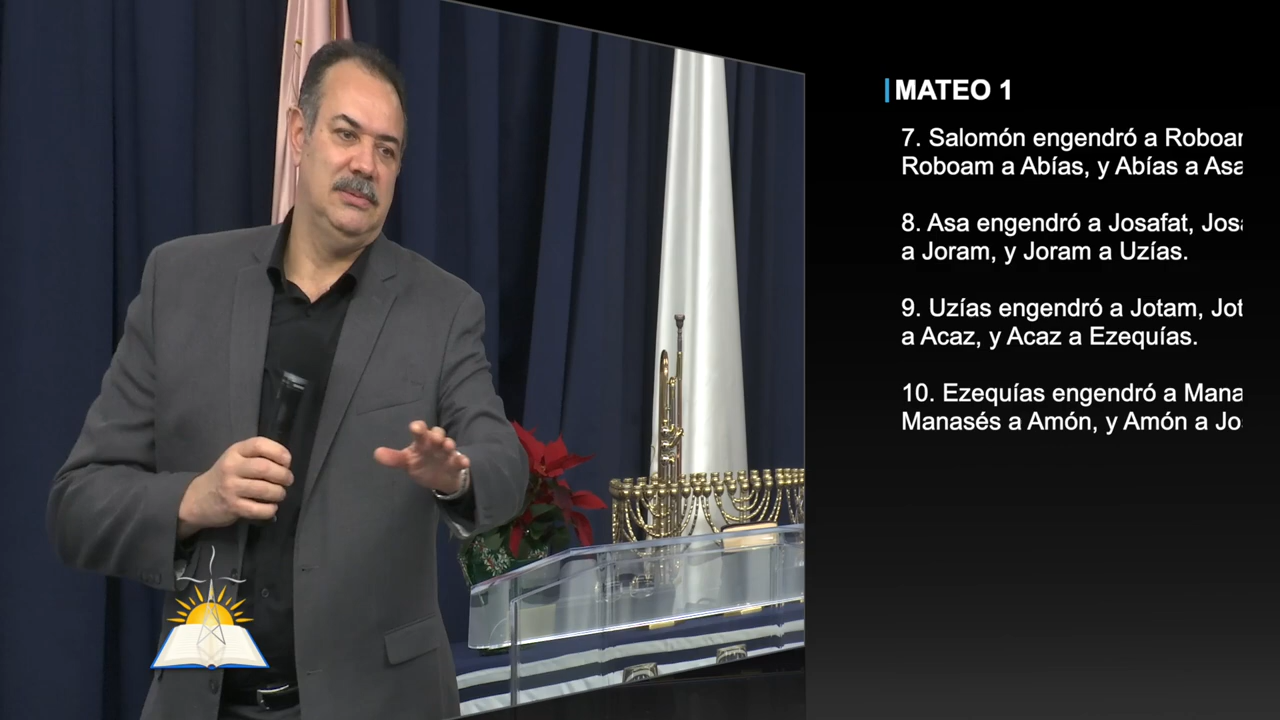 MATEO 1
7. Salomón engendró a
Roboam a Abías, y Abías a Asa
8. Asa engendró a Josafat,
a Joram, y Joram a Uzías.
9. Uzías engendró a Jotam,
a Acaz, y Acaz a Ezequías.
10. Ezequías engendró a
Manasés a Amón, y Amón a